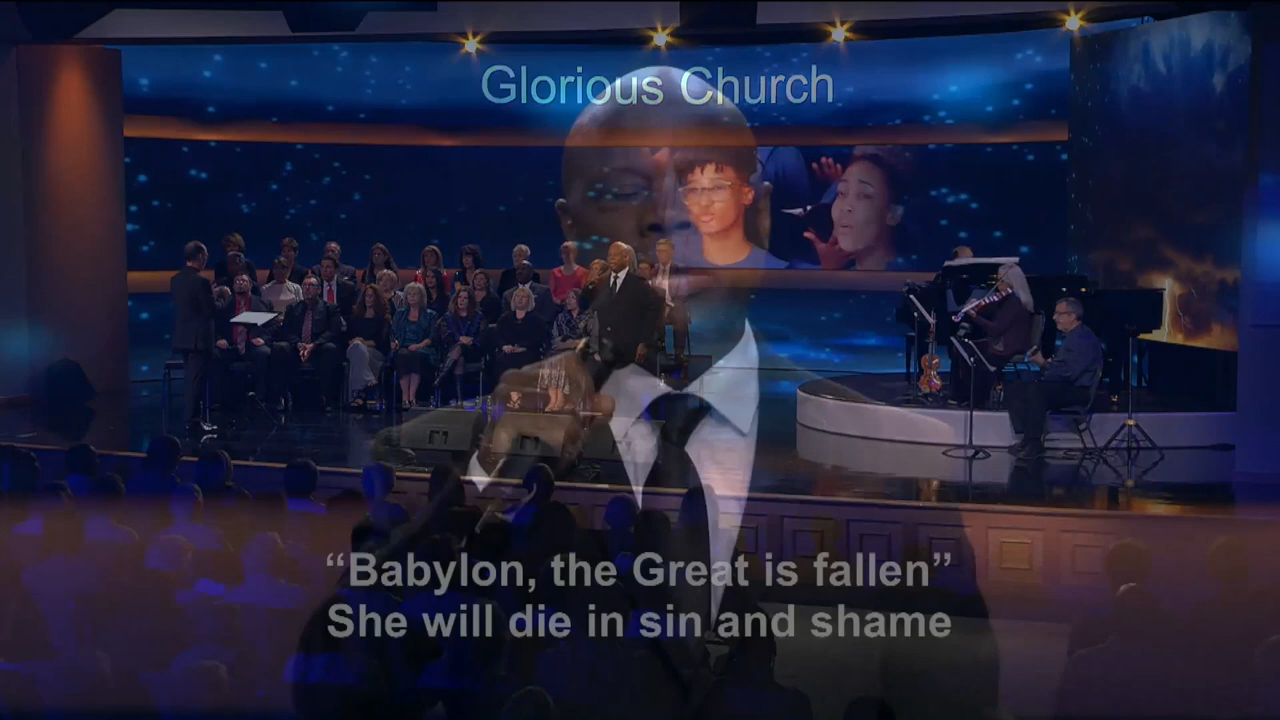 Glorious Church
“Babylon, the Great is fallen”
She will die in sin and shame